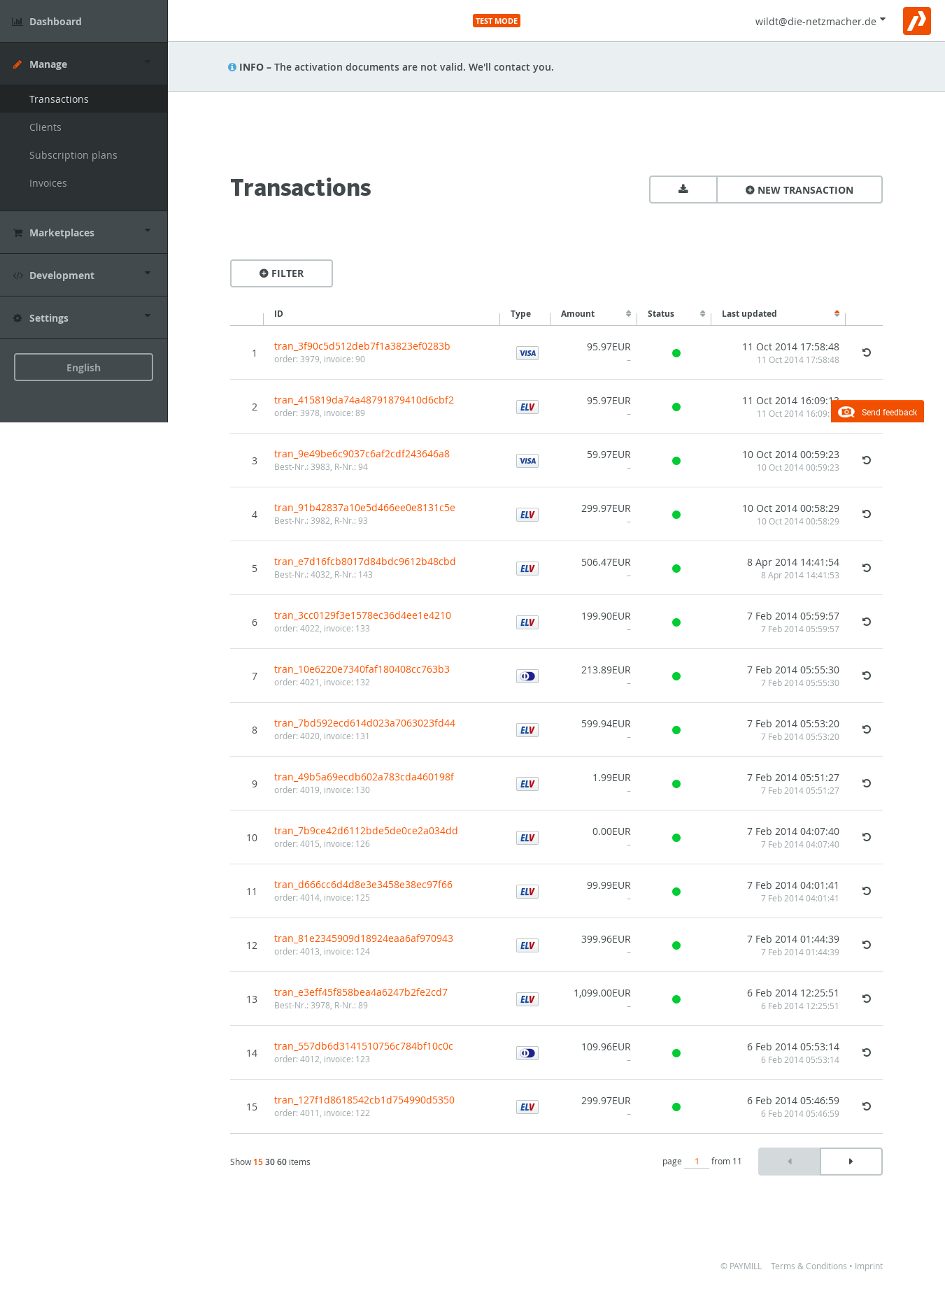 Dashboard
TEST MODE
wildt@die-netzmacher.de
Manage
INFO – The activation documents are not valid. We'll contact you.
Transactions
Clients
Subscription plans
Invoices
Marketplaces
Development
Settings
English
Transactions
NEW TRANSACTION
FILTER
ID Type Amount Status Last updated
1 tran_3f90c5d512deb7f1a3823ef0283b VISA 95.97EUR 11 Oct 2014 17:58:48
order: 3979, invoice: 90 – 11 Oct 2014 17:58:48
2 tran_415819da74a48791879410d6cbf2 ELV 95.97EUR 11 Oct 2014 16:09:13
order: 3978, invoice: 89 – 11 Oct 2014 16:09:
Send feedback
3 tran_9e49be6c9037c6af2cdf243646a8 VISA 59.97EUR 10 Oct 2014 00:59:23
Best-Nr.: 3983, R-Nr.: 94 – 10 Oct 2014 00:59:23
4 tran_91b42837a10e5d466ee0e8131c5e ELV 299.97EUR 10 Oct 2014 00:58:29
Best-Nr.: 3982, R-Nr.: 93 – 10 Oct 2014 00:58:29
5 tran_e7d16fcb8017d84bdc9612b48cbd ELV 506.47EUR 8 Apr 2014 14:41:54
Best-Nr.: 4032, R-Nr.: 143 – 8 Apr 2014 14:41:53
6 tran_3cc0129f3e1578ec36d4ee1e4210 ELV 199.90EUR 7 Feb 2014 05:59:57
order: 4022, invoice: 133 – 7 Feb 2014 05:59:57
7 tran_10e6220e7340faf180408cc763b3 213.89EUR 7 Feb 2014 05:55:30
order: 4021, invoice: 132 – 7 Feb 2014 05:55:30
8 tran_7bd592ecd614d023a7063023fd44 ELV 599.94EUR 7 Feb 2014 05:53:20
order: 4020, invoice: 131 – 7 Feb 2014 05:53:20
9 tran_49b5a69ecdb602a783cda460198f ELV 1.99EUR 7 Feb 2014 05:51:27
order: 4019, invoice: 130 – 7 Feb 2014 05:51:27
10 tran_7b9ce42d6112bde5de0ce2a034dd ELV 0.00EUR 7 Feb 2014 04:07:40
order: 4015, invoice: 126 – 7 Feb 2014 04:07:40
11 tran_d666cc6d4d8e3e3458e38ec97f66 ELV 99.99EUR 7 Feb 2014 04:01:41
order: 4014, invoice: 125 – 7 Feb 2014 04:01:41
12 tran_81e2345909d18924eaa6af970943 ELV 399.96EUR 7 Feb 2014 01:44:39
order: 4013, invoice: 124 – 7 Feb 2014 01:44:39
13 tran_e3eff45f858bea4a6247b2fe2cd7 ELV 1,099.00EUR 6 Feb 2014 12:25:51
Best-Nr.: 3978, R-Nr.: 89 – 6 Feb 2014 12:25:51
14 tran_557db6d3141510756c784bf10c0c 109.96EUR 6 Feb 2014 05:53:14
order: 4012, invoice: 123 – 6 Feb 2014 05:53:14
15 tran_127f1d8618542cb1d754990d5350 ELV 299.97EUR 6 Feb 2014 05:46:59
order: 4011, invoice: 122 – 6 Feb 2014 05:46:59
Show 15 30 60 items page 1 from 11
© PAYMILL Terms & Conditions • Imprint